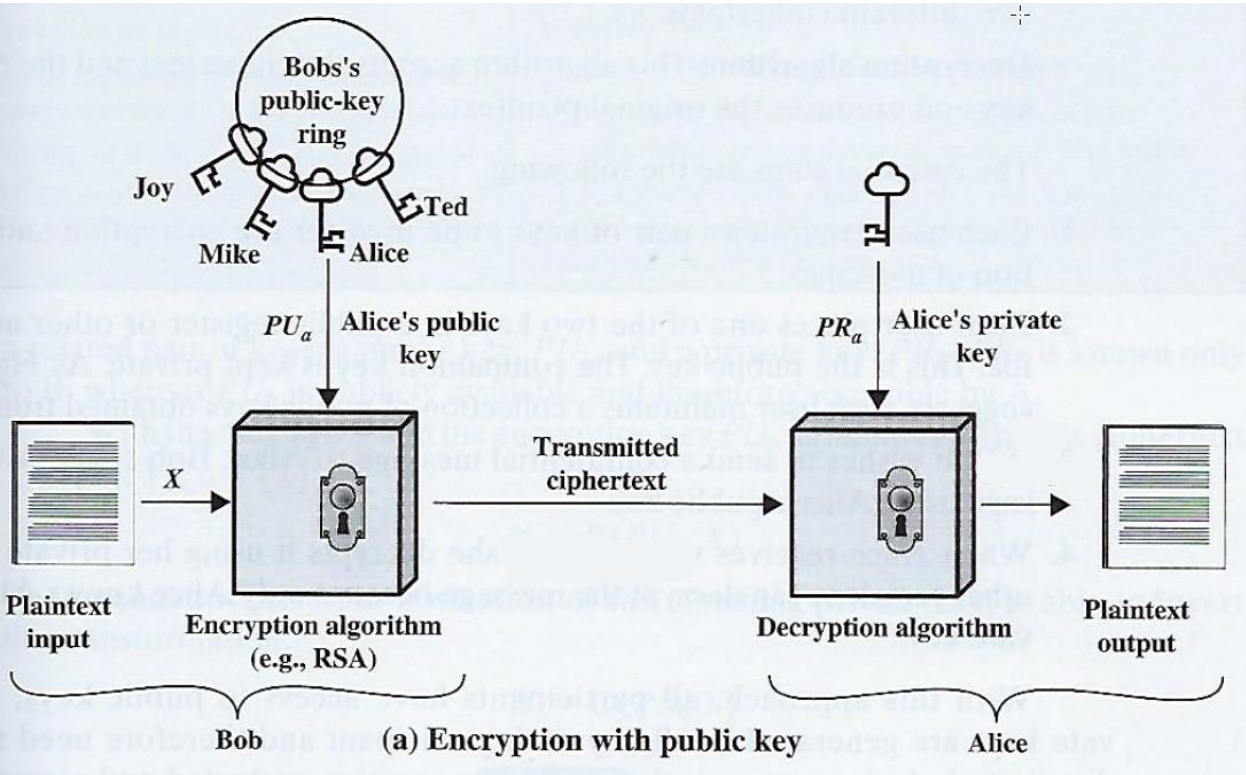 Bobs's
public-key
ring
Joy
Mike
Alice
Ted
PUa
Alice's public
key
PRa
Alice's private
key
X
Transmitted
ciphertext
Plaintext
input
Encryption algorithm
(e.g., RSA)
Decryption algorithm
Plaintext
output
Bob
(a) Encryption with public key
Alice